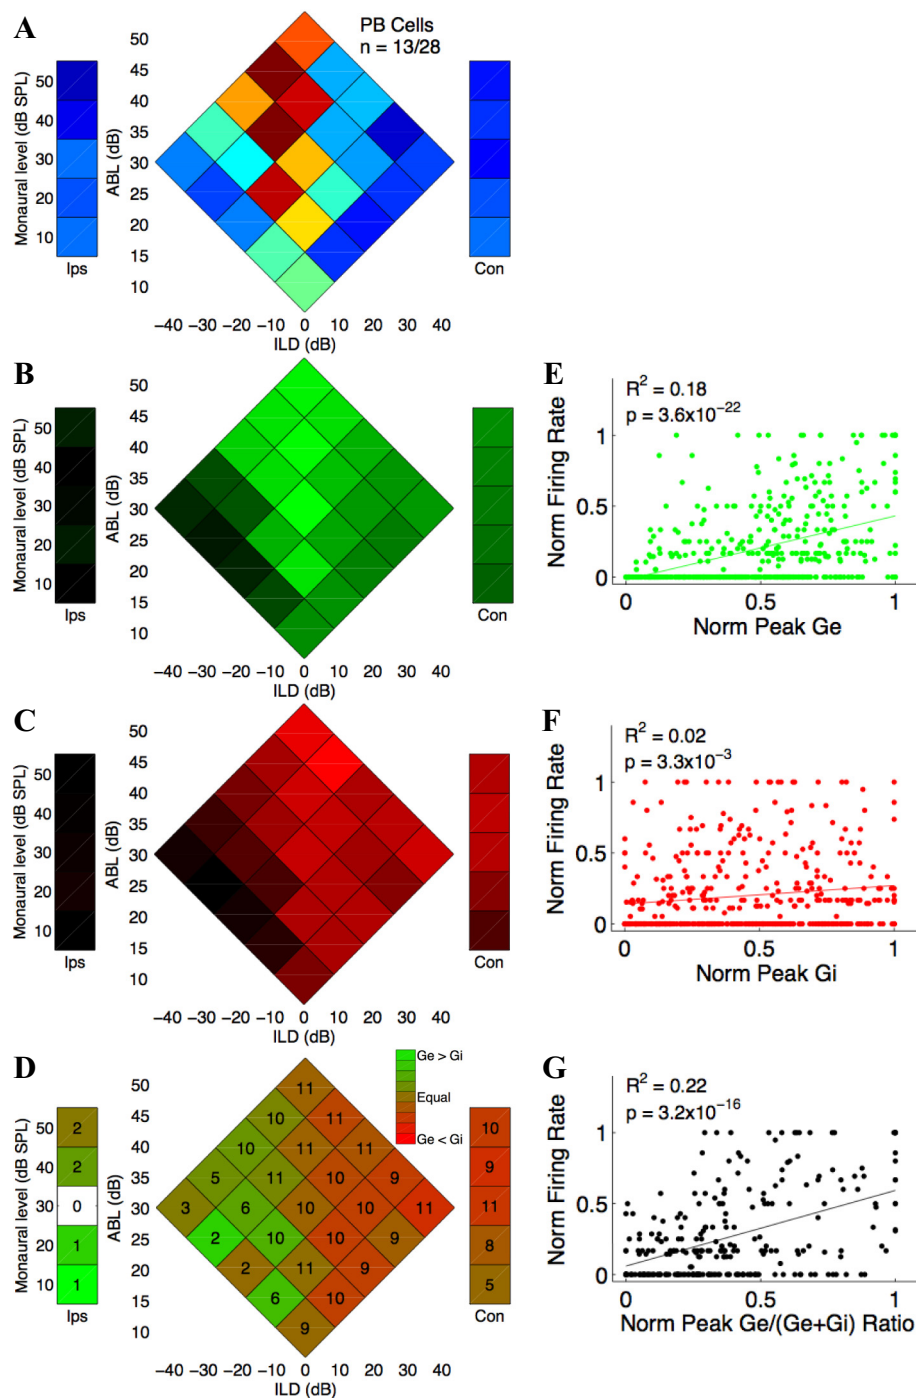 A
PB Cells
n = 13/28
Monaural level (dB SPL)
50
40
30
20
10
Ips
ABL (dB)
50
45
40
35
30
25
20
15
10
−40 −30 −20 −10 0 10 20 30 40
ILD (dB)
Con
B
Monaural level (dB SPL)
50
40
30
20
10
Ips
ABL (dB)
50
45
40
35
30
25
20
15
10
−40 −30 −20 −10 0 10 20 30 40
ILD (dB)
Con
E
R² = 0.18
p = 3.6x10⁻²²
Norm Firing Rate
1
0.5
0
0 0.5 1
Norm Peak Ge
C
Monaural level (dB SPL)
50
40
30
20
10
Ips
ABL (dB)
50
45
40
35
30
25
20
15
10
−40 −30 −20 −10 0 10 20 30 40
ILD (dB)
Con
F
R² = 0.02
p = 3.3x10⁻³
Norm Firing Rate
1
0.5
0
0 0.5 1
Norm Peak Gi
D
Monaural level (dB SPL)
50 2
40 2
30 0
20 1
10 1
Ips
ABL (dB)
50
45
40
35
30
25
20
15
10
11
10 11
10 11 11
5 11 10 9
3 6 10 10 11
2 10 10 9
2 11 9
6 10
9
−40 −30 −20 −10 0 10 20 30 40
ILD (dB)
Ge > Gi
Equal
Ge < Gi
10
9
11
8
5
Con
G
R² = 0.22
p = 3.2x10⁻¹⁶
Norm Firing Rate
1
0.5
0
0 0.5 1
Norm Peak Ge/(Ge+Gi) Ratio